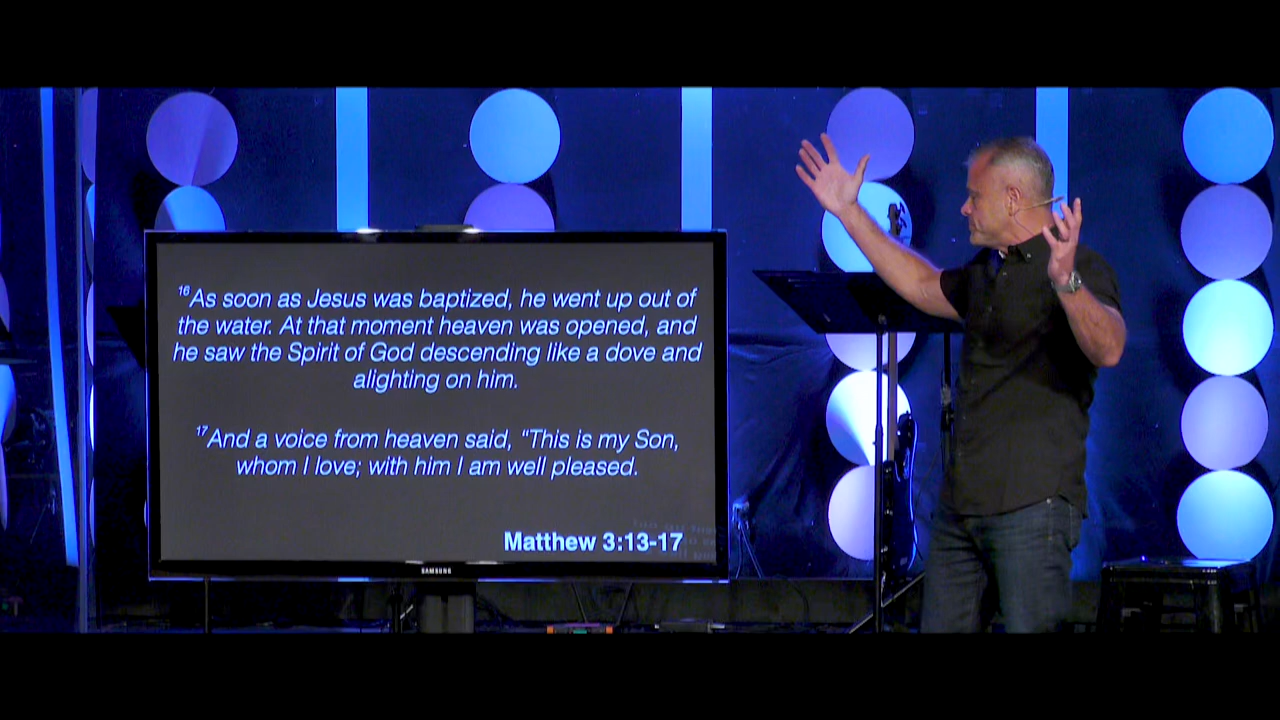 ¹⁶As soon as Jesus was baptized, he went up out of
the water. At that moment heaven was opened, and
he saw the Spirit of God descending like a dove and
alighting on him.
¹⁷And a voice from heaven said, “This is my Son,
whom I love; with him I am well pleased.
Matthew 3:13-17
SAMSUNG